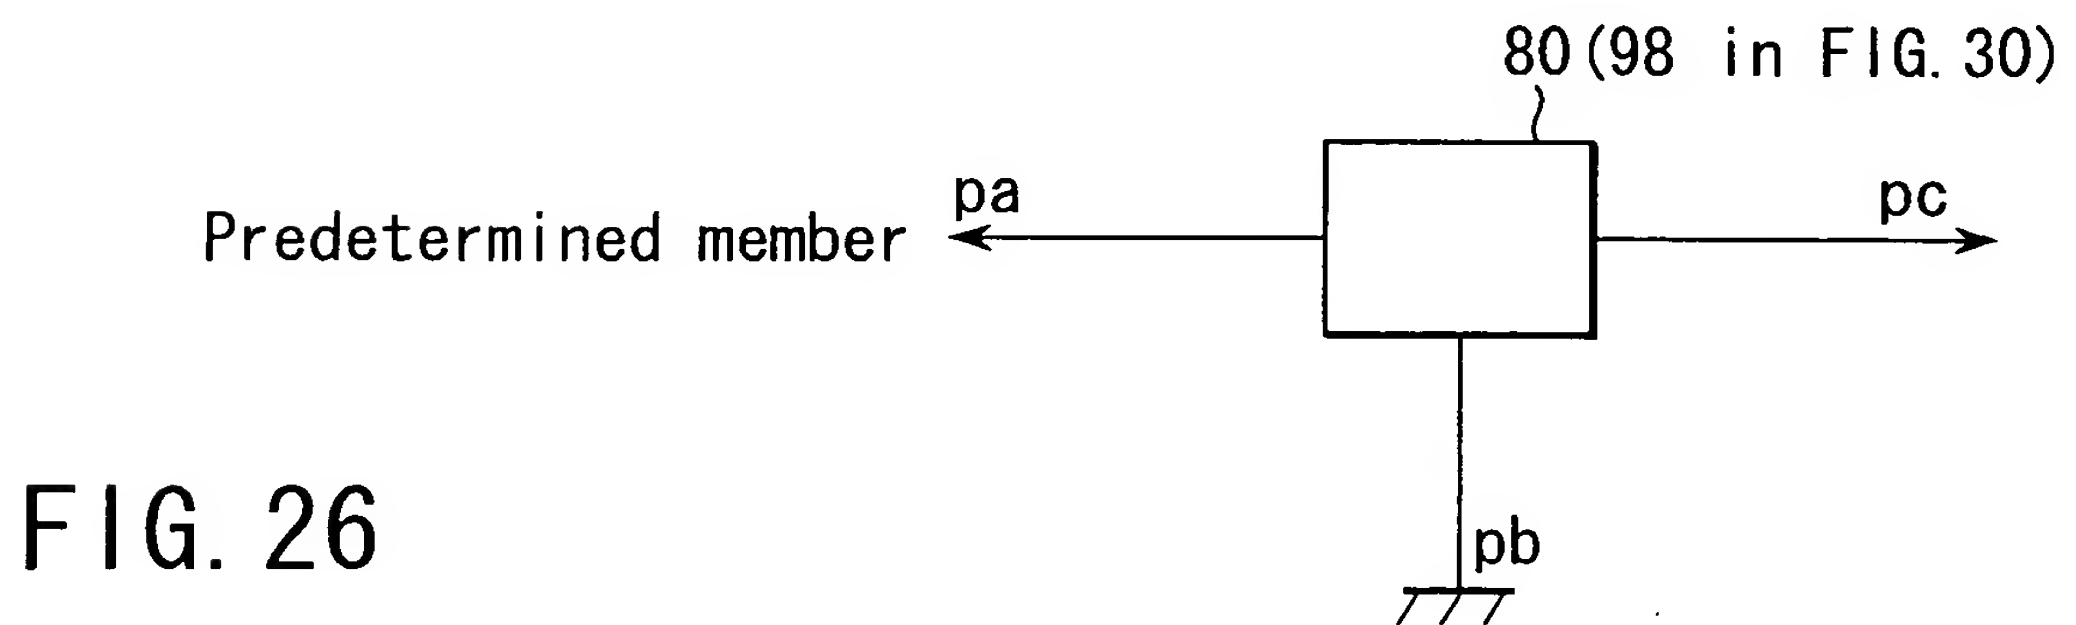 80(98 in FIG. 30)
pa
pc
Predetermined member
pb
FIG. 26